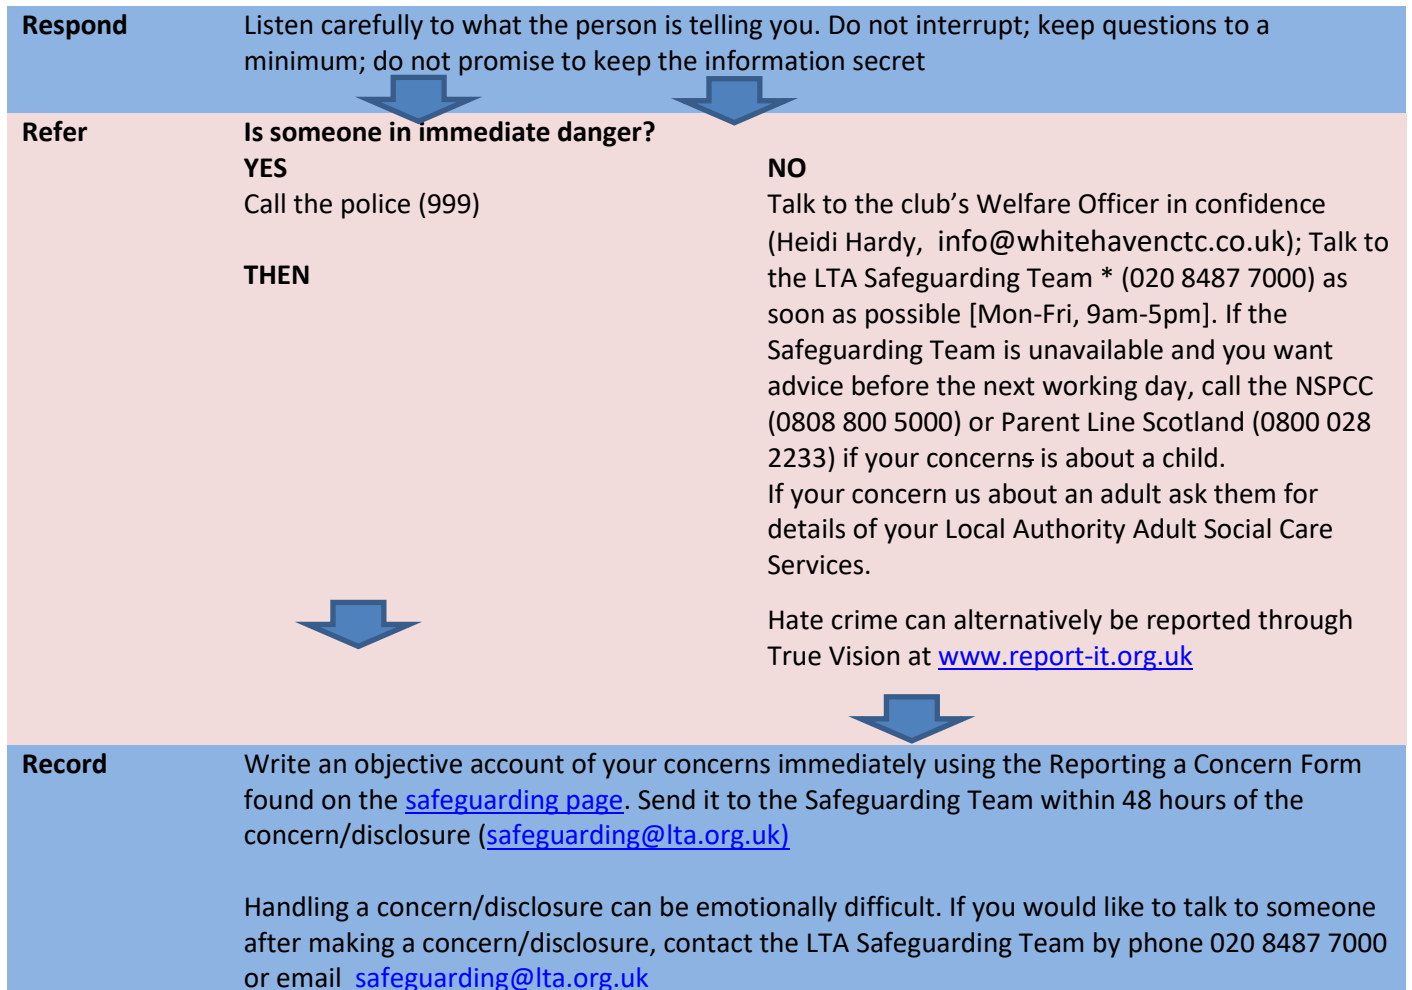 Respond
Listen carefully to what the person is telling you. Do not interrupt; keep questions to a
minimum; do not promise to keep the information secret
Refer
Is someone in immediate danger?
YES
Call the police (999)
THEN
NO
Talk to the club’s Welfare Officer in confidence
(Heidi Hardy, info@whitehavenctc.co.uk); Talk to
the LTA Safeguarding Team * (020 8487 7000) as
soon as possible [Mon-Fri, 9am-5pm]. If the
Safeguarding Team is unavailable and you want
advice before the next working day, call the NSPCC
(0808 800 5000) or Parent Line Scotland (0800 028
2233) if your concerns is about a child.
If your concern us about an adult ask them for
details of your Local Authority Adult Social Care
Services.
Hate crime can alternatively be reported through
True Vision at www.report-it.org.uk
Record
Write an objective account of your concerns immediately using the Reporting a Concern Form
found on the safeguarding page. Send it to the Safeguarding Team within 48 hours of the
concern/disclosure (safeguarding@lta.org.uk)
Handling a concern/disclosure can be emotionally difficult. If you would like to talk to someone
after making a concern/disclosure, contact the LTA Safeguarding Team by phone 020 8487 7000
or email safeguarding@lta.org.uk